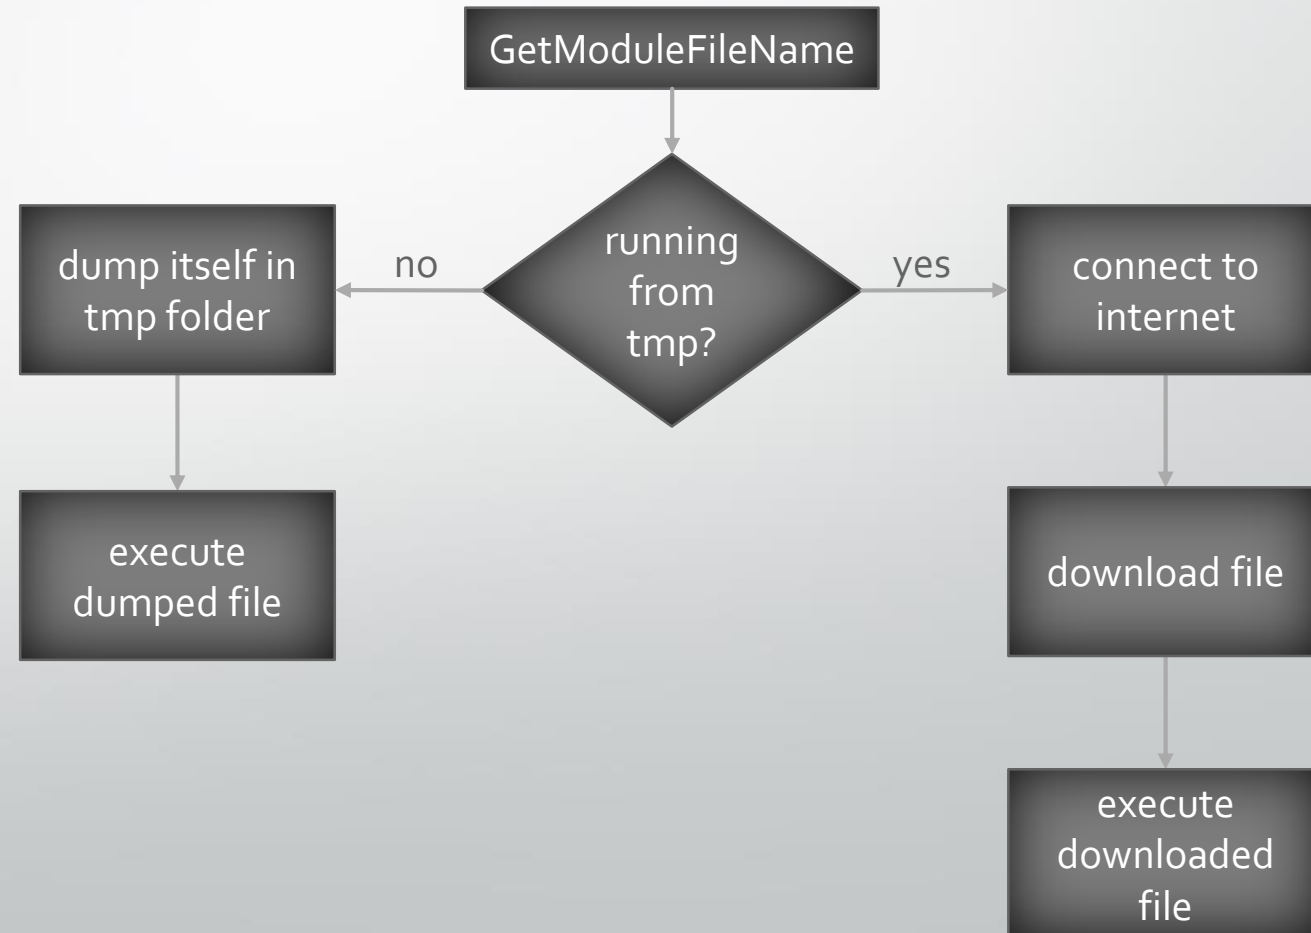 GetModuleFileName
running
from
tmp?
no
yes
dump itself in
tmp folder
execute
dumped file
connect to
internet
download file
execute
downloaded
file